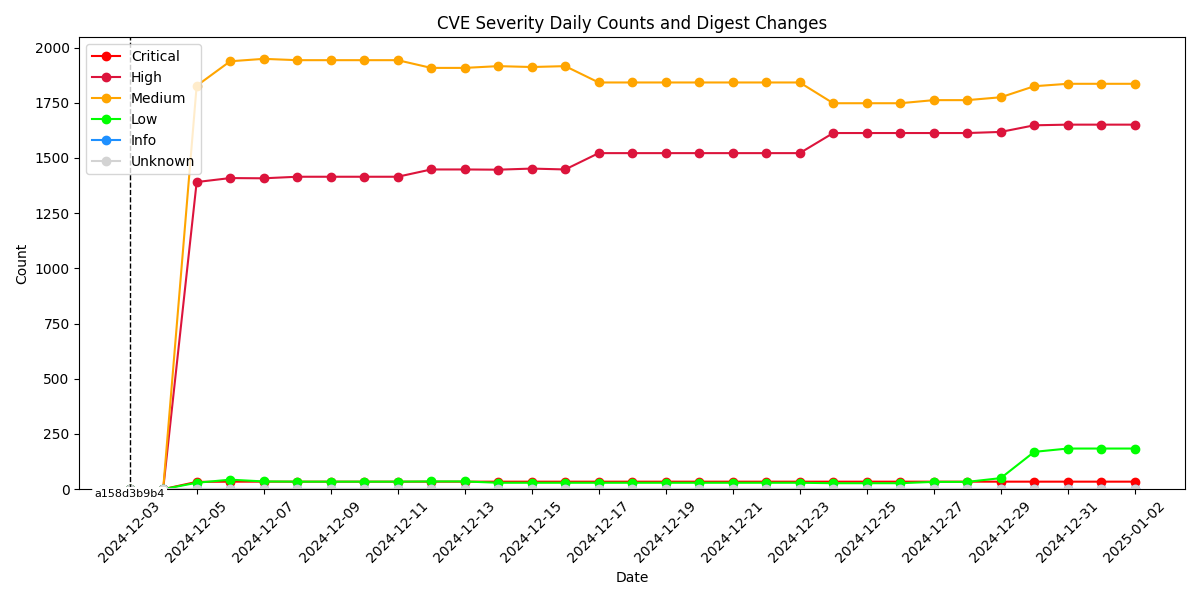 CVE Severity Daily Counts and Digest Changes
Critical
High
Medium
Low
Info
Unknown
2000
1750
1500
1250
1000
750
500
250
0
Count
a158d3b9b4
2024-12-03
2024-12-05
2024-12-07
2024-12-09
2024-12-11
2024-12-13
2024-12-15
2024-12-17
2024-12-19
2024-12-21
2024-12-23
2024-12-25
2024-12-27
2024-12-29
2024-12-31
2025-01-02
Date